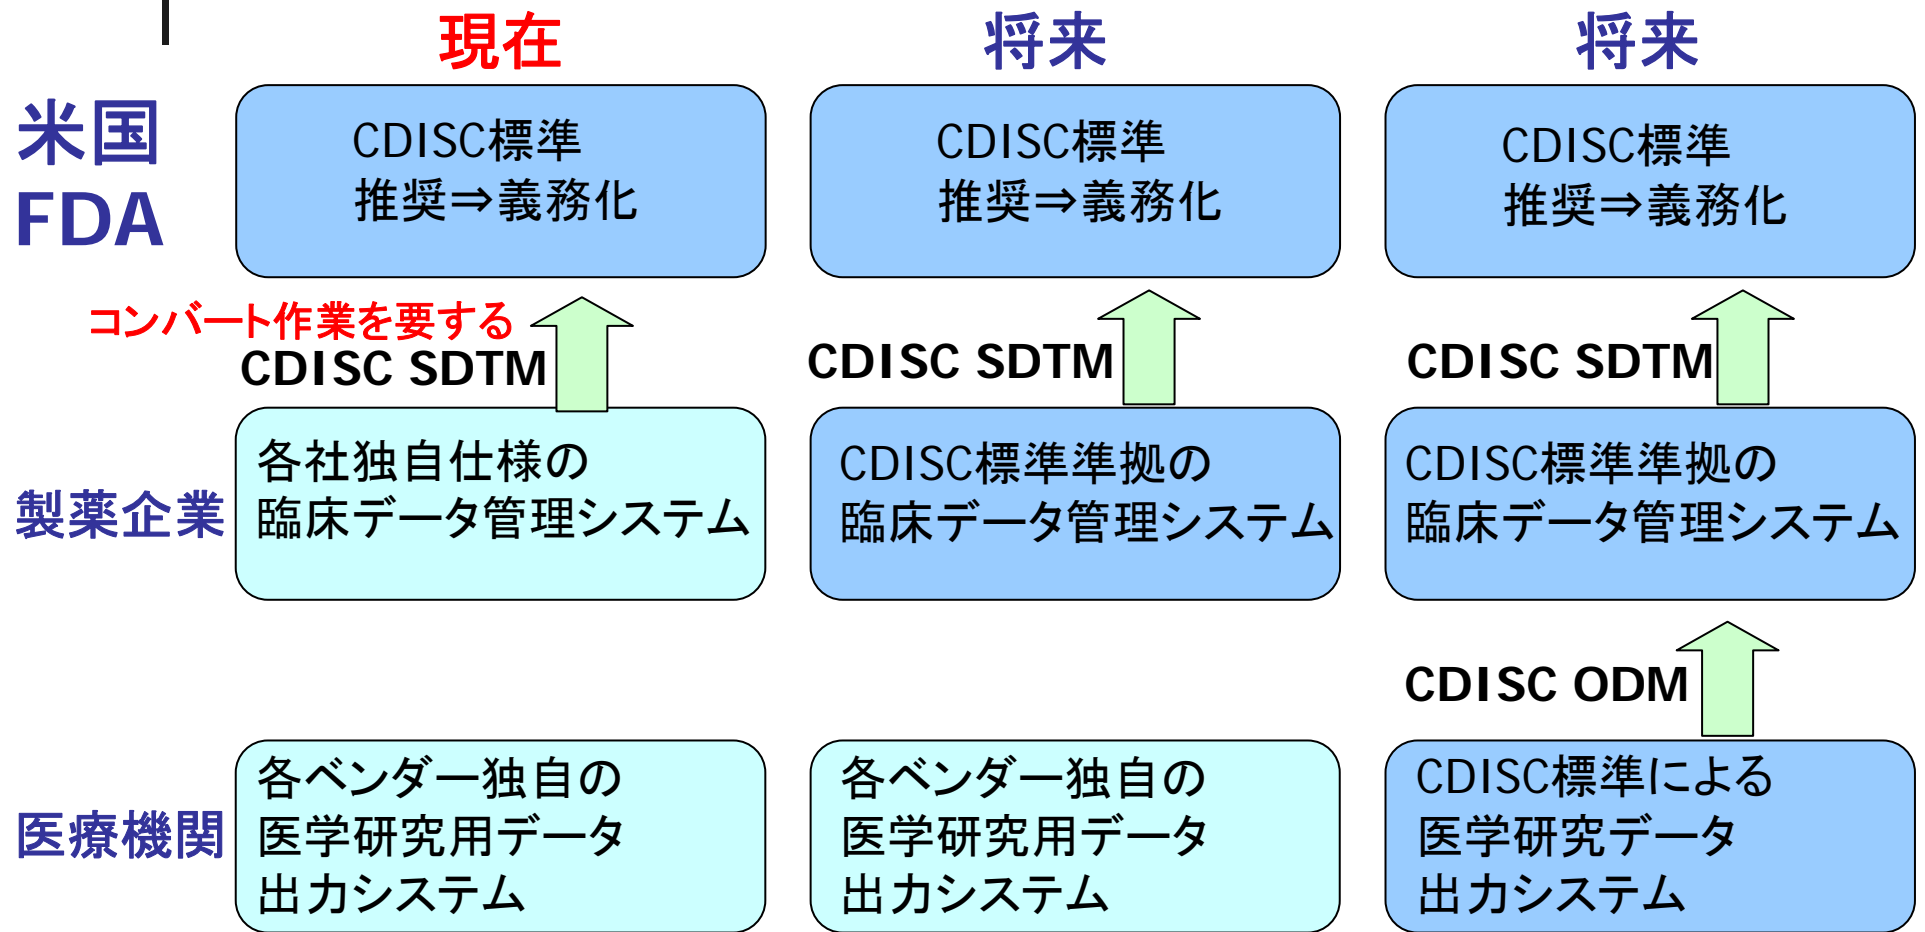 現在
将来
将来
米国
FDA
CDISC標準
推奨⇒義務化
CDISC標準
推奨⇒義務化
CDISC標準
推奨⇒義務化
コンバート作業を要する
CDISC SDTM
CDISC SDTM
CDISC SDTM
製薬企業
各社独自仕様の
臨床データ管理システム
CDISC標準準拠の
臨床データ管理システム
CDISC標準準拠の
臨床データ管理システム
CDISC ODM
医療機関
各ベンダー独自の
医学研究用データ
出力システム
各ベンダー独自の
医学研究用データ
出力システム
CDISC標準による
医学研究データ
出力システム